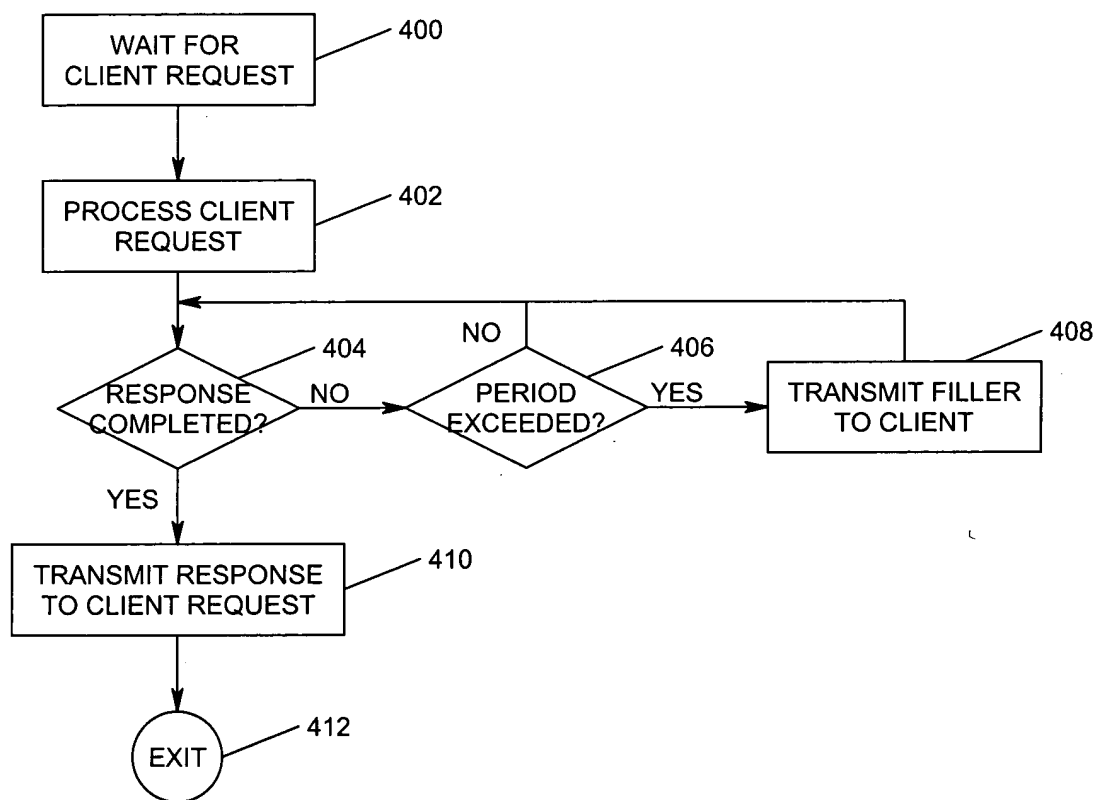 WAIT FOR
CLIENT REQUEST
400
PROCESS CLIENT
REQUEST
402
RESPONSE
COMPLETED?
404
NO
PERIOD
EXCEEDED?
406
NO
YES
TRANSMIT FILLER
TO CLIENT
408
YES
TRANSMIT RESPONSE
TO CLIENT REQUEST
410
EXIT
412